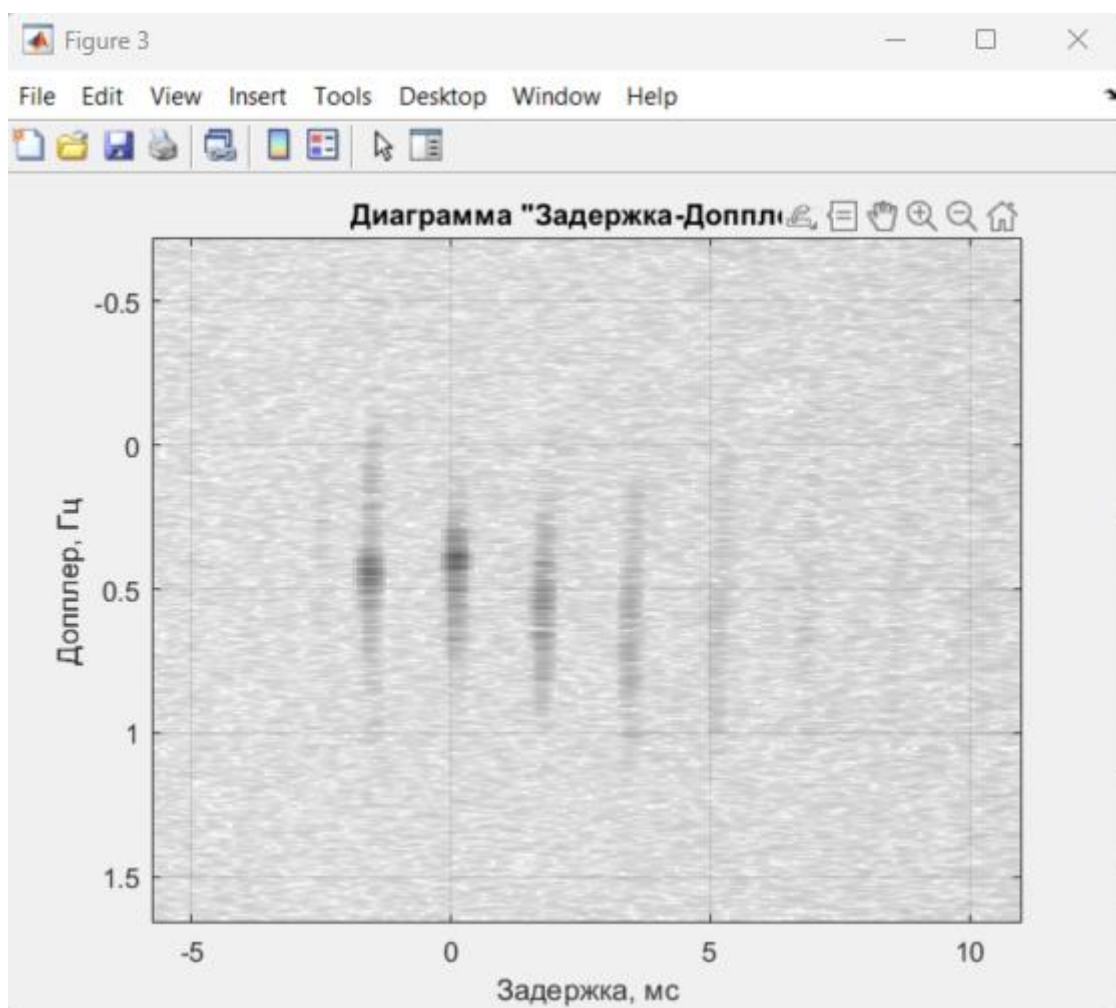 Figure 3
File Edit View Insert Tools Desktop Window Help
Диаграмма "Задержка-Доппл
-0.5
0
0.5
1
1.5
Допплер, Гц
-5 0 5 10
Задержка, мс